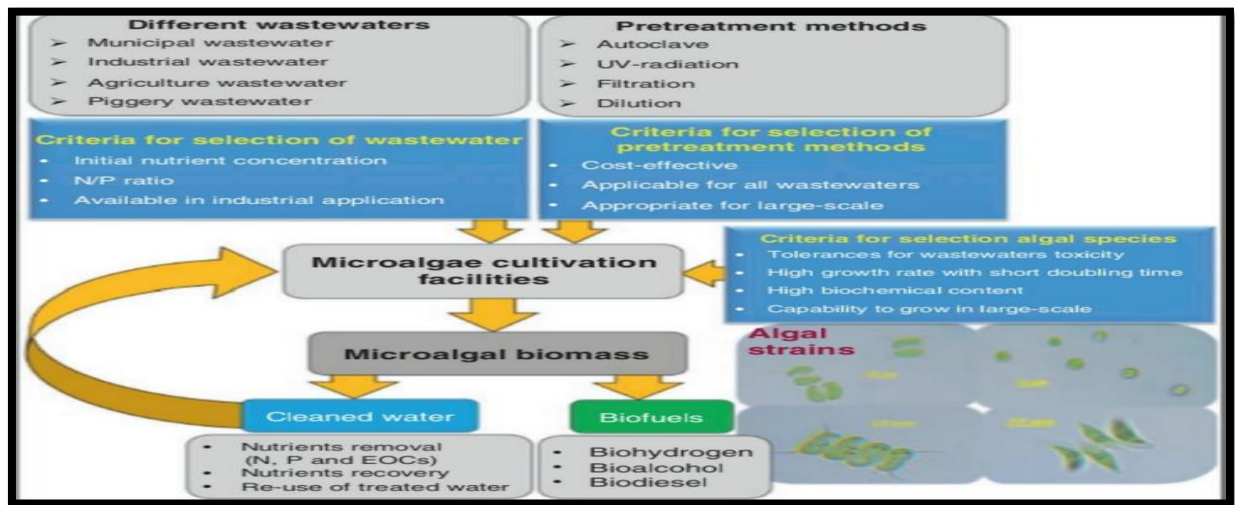 Different wastewaters
➢ Municipal wastewater
➢ Industrial wastewater
➢ Agriculture wastewater
➢ Piggery wastewater
Pretreatment methods
➢ Autoclave
➢ UV-radiation
➢ Filtration
➢ Dilution
Criteria for selection of wastewater
• Initial nutrient concentration
• N/P ratio
• Available in industrial application
Criteria for selection of
pretreatment methods
• Cost-effective
• Applicable for all wastewaters
• Appropriate for large-scale
Microalgae cultivation
facilities
Criteria for selection algal species
• Tolerances for wastewaters toxicity
• High growth rate with short doubling time
• High biochemical content
• Capability to grow in large-scale
Microalgal biomass
Algal
strains
Cleaned water
• Nutrients removal
(N, P and EOCs)
• Nutrients recovery
• Re-use of treated water
Biofuels
• Biohydrogen
• Bioalcohol
• Biodiesel